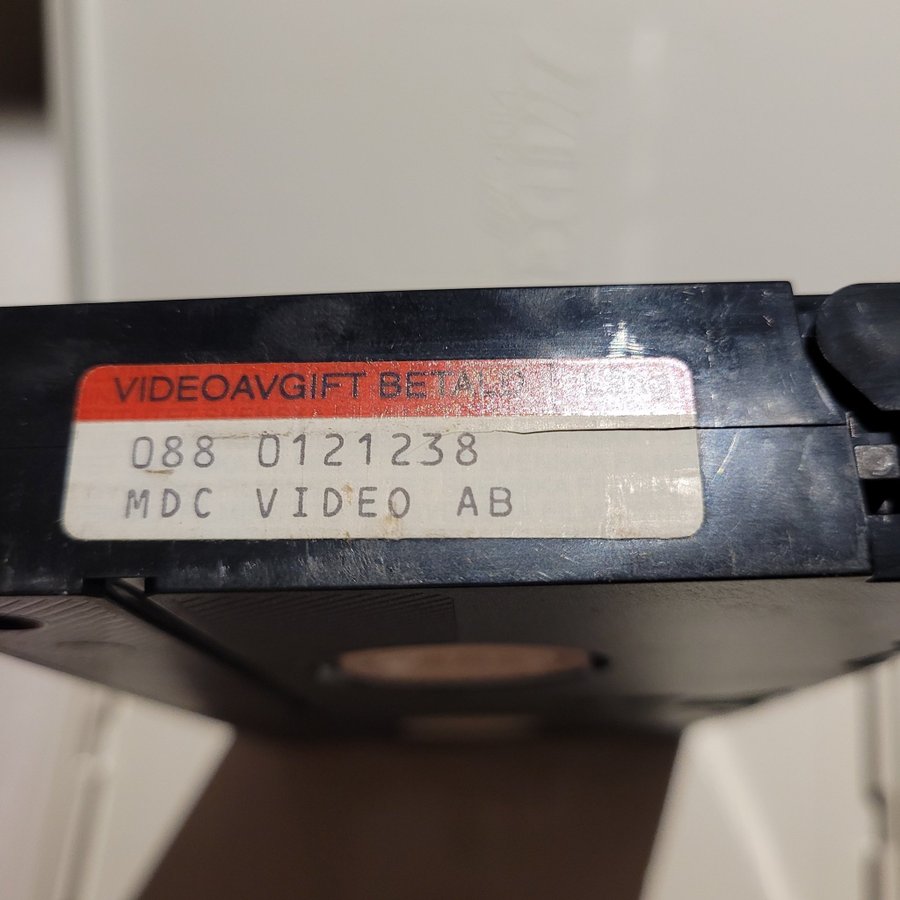 VIDEOAVGIFT BETALD
088 0121238
MDC VIDEO AB